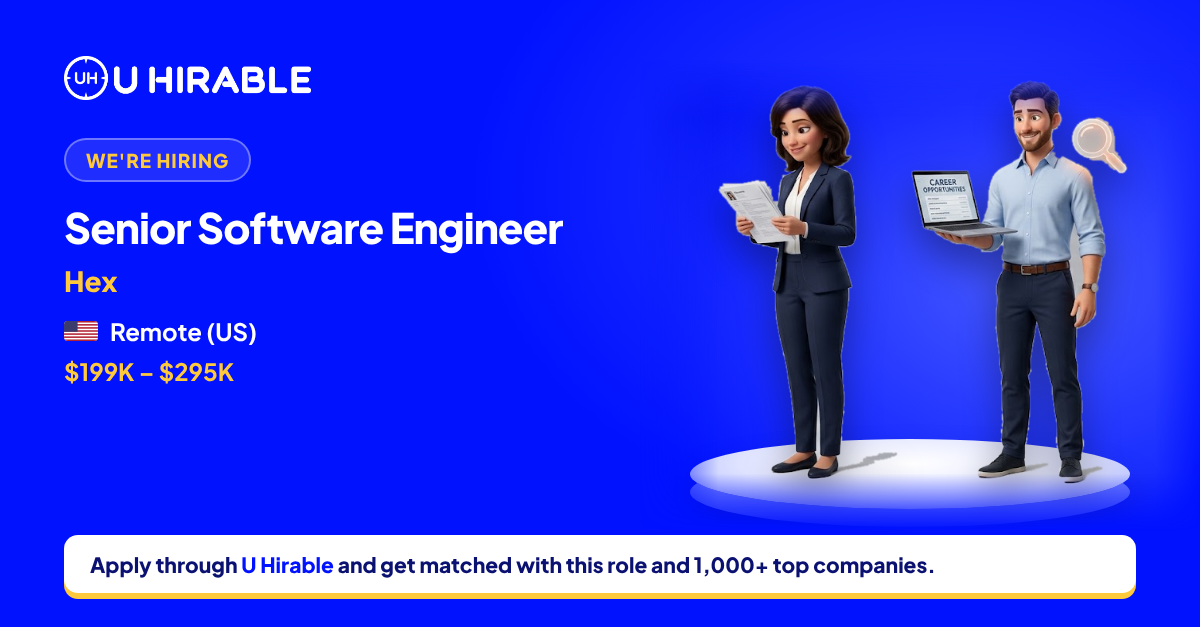 UH U HIRABLE
WE'RE HIRING
Senior Software Engineer
Hex
Remote (US)
$199K – $295K
CAREER
OPPORTUNITIES
Apply through U Hirable and get matched with this role and 1,000+ top companies.